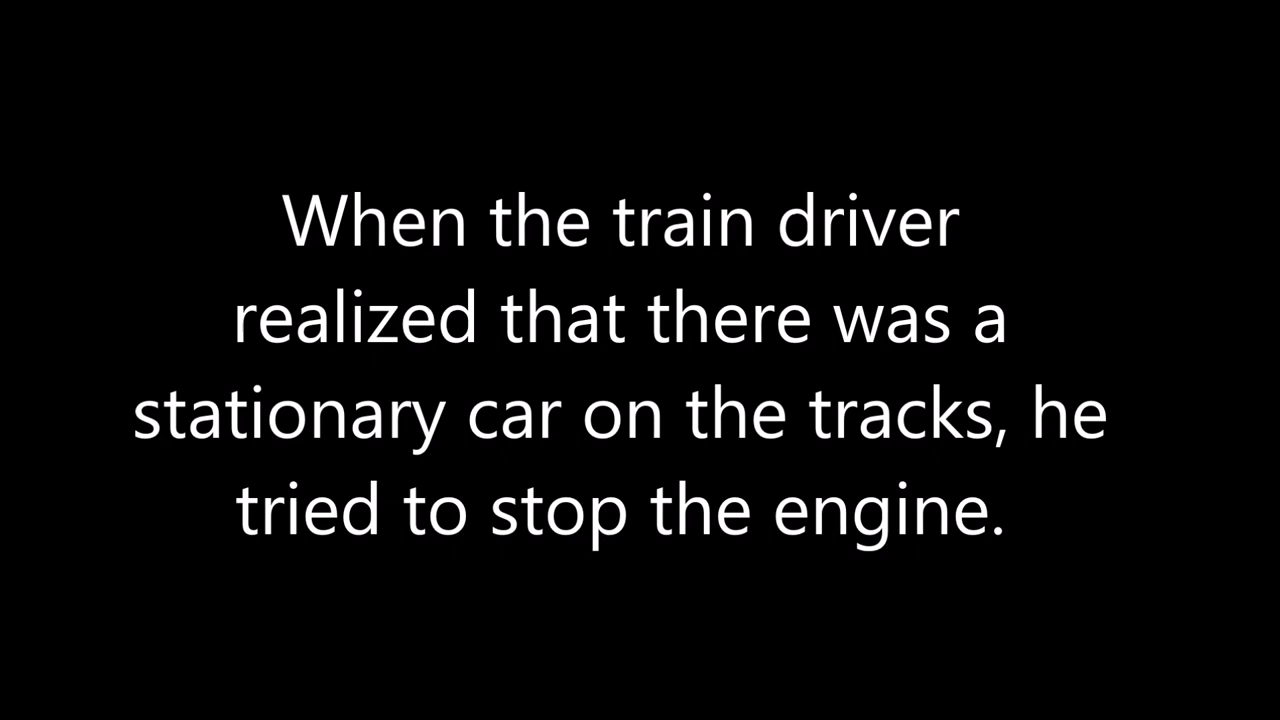 When the train driver
realized that there was a
stationary car on the tracks, he
tried to stop the engine.